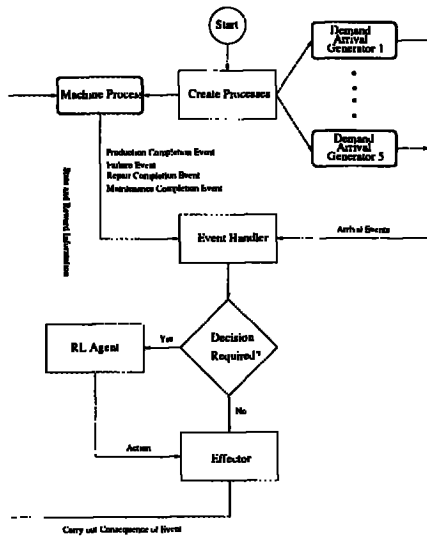 Start
Demand
Arrival
Generator 1
Machine Process
Create Processes
Demand
Arrival
Generator 5
Production Completion Event
Failure Event
Repair Completion Event
Maintenance Completion Event
State and Reward Information
Event Handler
Arrival Events
Decision
Required?
Yes
RL Agent
No
Action
Effector
Carry out Consequence of Event